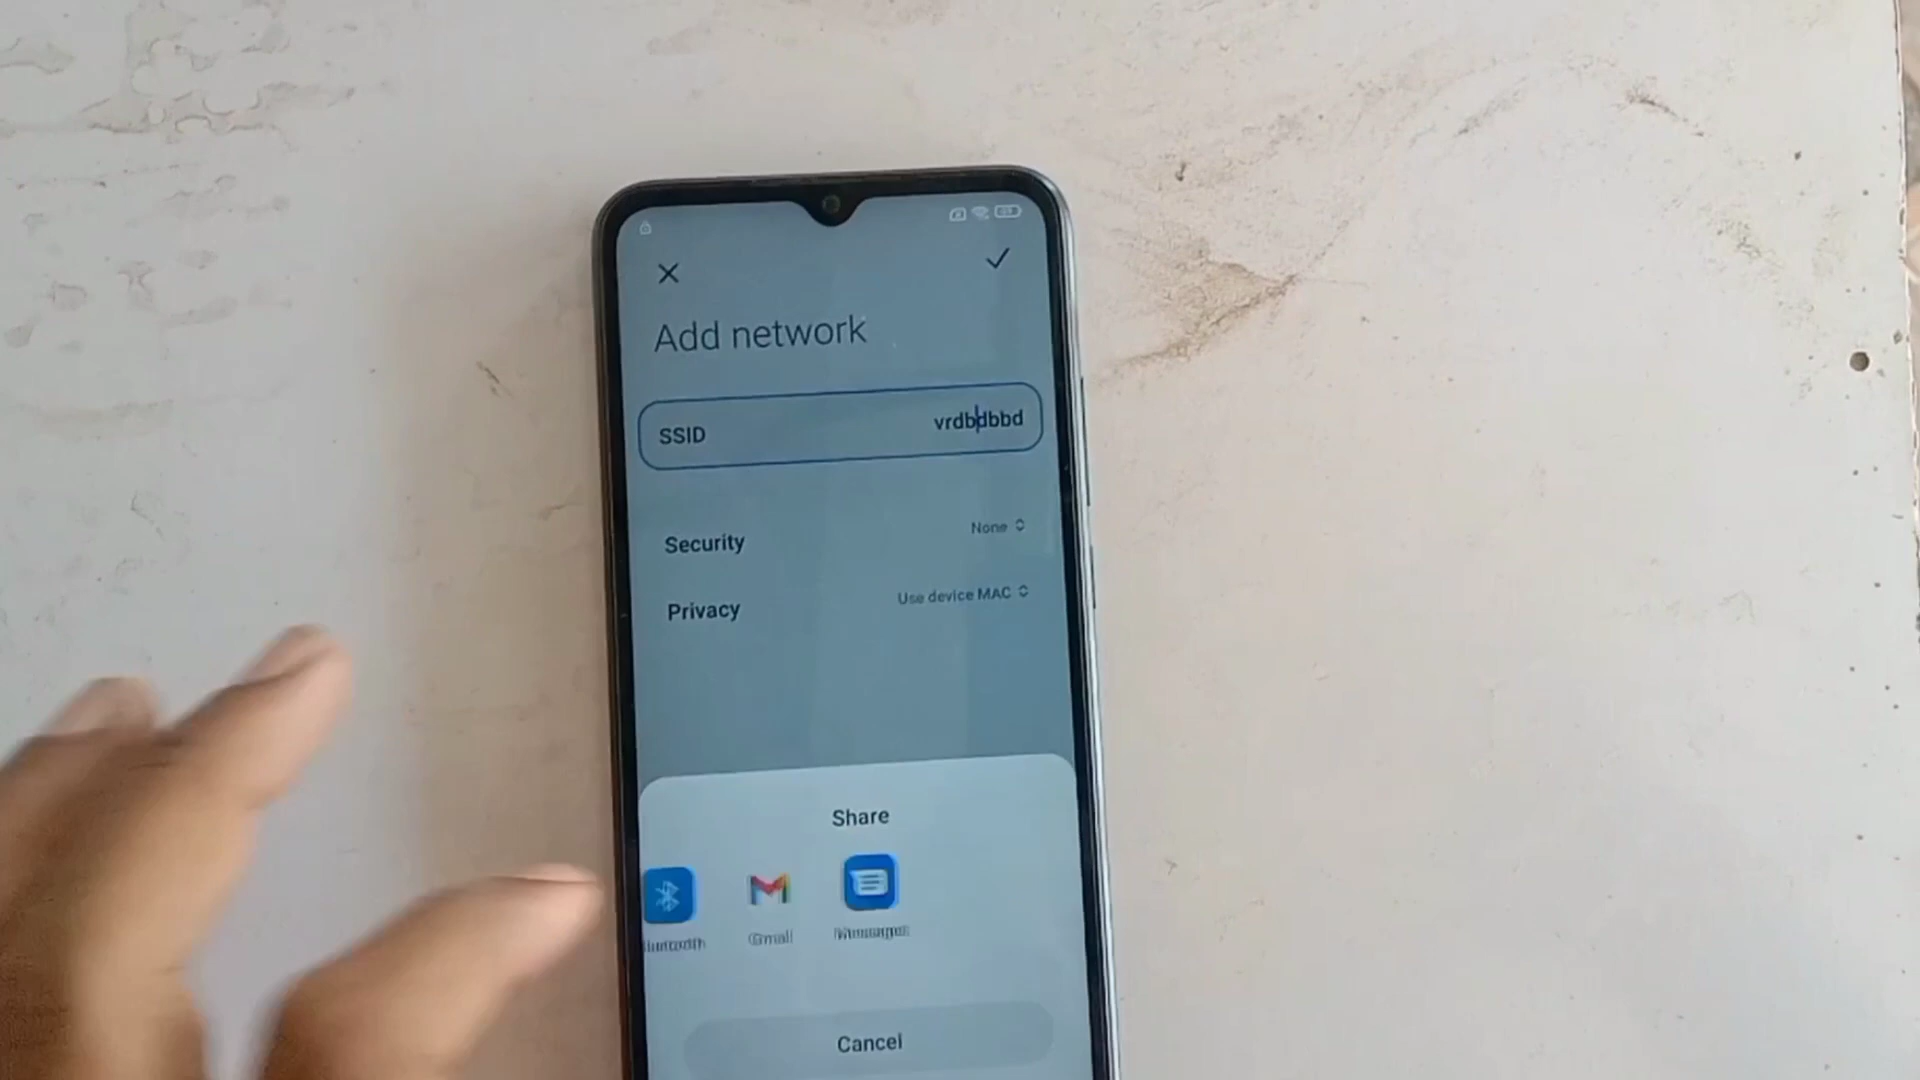 Add network
SSID vrdbdbbd
Security None
Privacy Use device MAC
Share
Gmail
Cancel